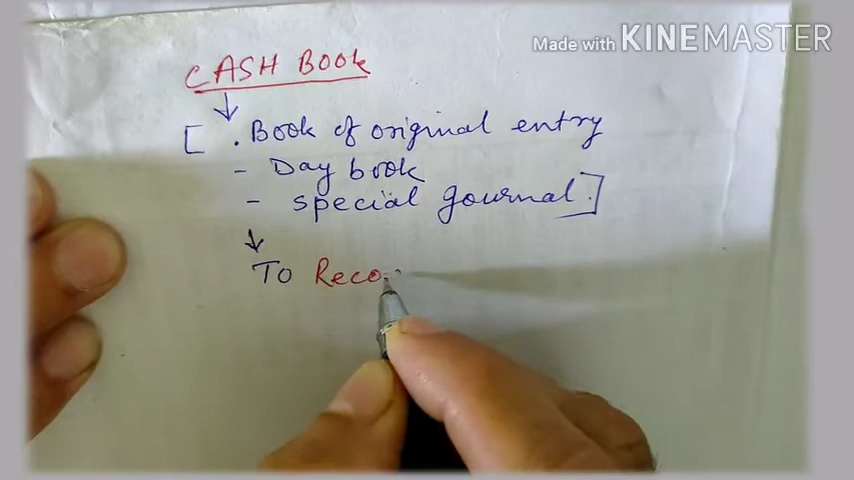 Made with KINEMASTER
CASH BOOK
↓
[ . Book of original entry
- Day book
- special journal.]
↓
To Reco